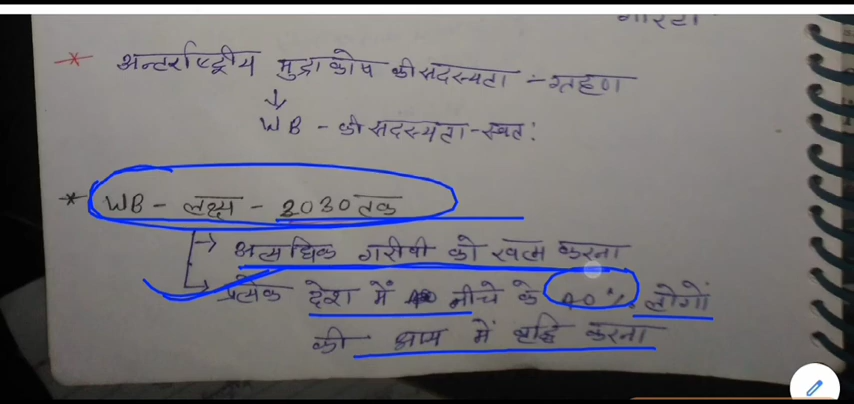 * अन्तर्राष्ट्रीय मुद्राकोष की सदस्यता - ग्रहण
↓
WB - की सदस्यता - स्वत:
* WB - लक्ष्य - 2030 तक
→ अत्यधिक गरीबी को खत्म करना
→ प्रत्येक देश में नीचे के 40% लोगों
की आय में वृद्धि करना